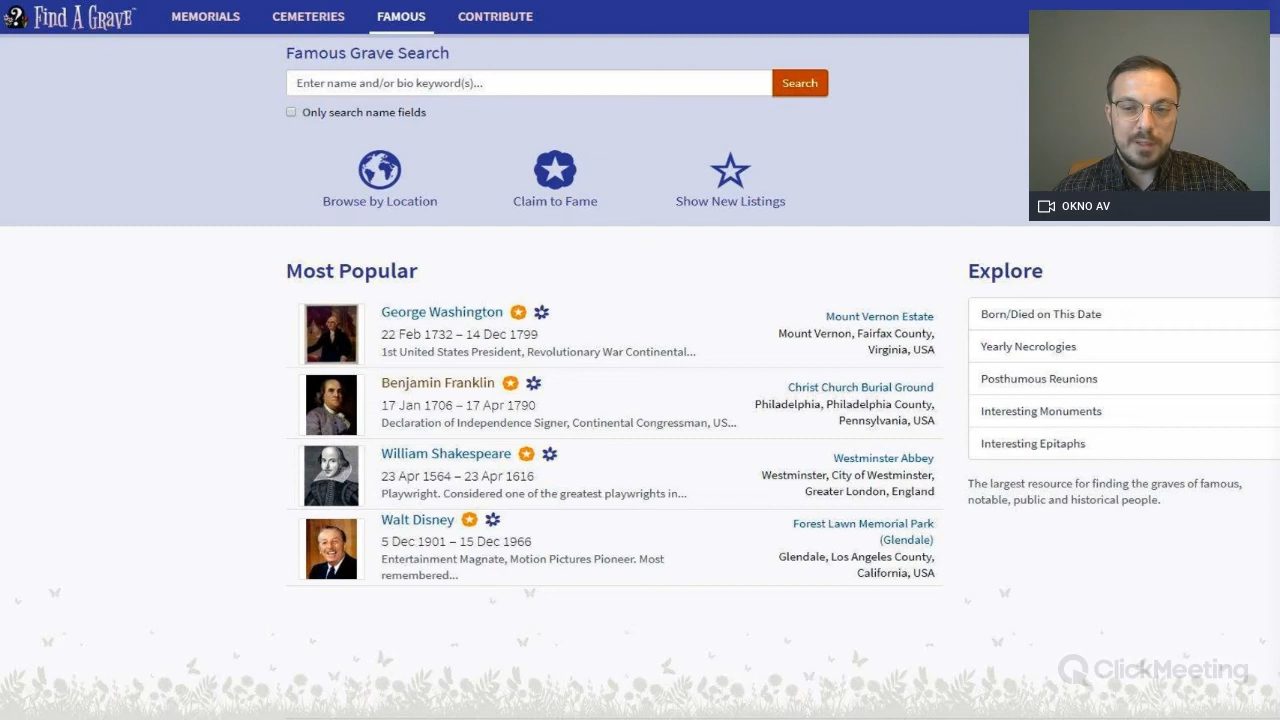 Find A Grave
MEMORIALS CEMETERIES FAMOUS CONTRIBUTE
Famous Grave Search
Enter name and/or bio keyword(s)... Search
Only search name fields
Browse by Location Claim to Fame Show New Listings
OKNO AV
Most Popular
George Washington
22 Feb 1732 – 14 Dec 1799
1st United States President, Revolutionary War Continental...
Mount Vernon Estate
Mount Vernon, Fairfax County,
Virginia, USA
Benjamin Franklin
17 Jan 1706 – 17 Apr 1790
Declaration of Independence Signer, Continental Congressman, US...
Christ Church Burial Ground
Philadelphia, Philadelphia County,
Pennsylvania, USA
William Shakespeare
23 Apr 1564 – 23 Apr 1616
Playwright. Considered one of the greatest playwrights in...
Westminster Abbey
Westminster, City of Westminster,
Greater London, England
Walt Disney
5 Dec 1901 – 15 Dec 1966
Entertainment Magnate, Motion Pictures Pioneer. Most
remembered...
Forest Lawn Memorial Park
(Glendale)
Glendale, Los Angeles County,
California, USA
Explore
Born/Died on This Date
Yearly Necrologies
Posthumous Reunions
Interesting Monuments
Interesting Epitaphs
The largest resource for finding the graves of famous,
notable, public and historical people.
ClickMeeting